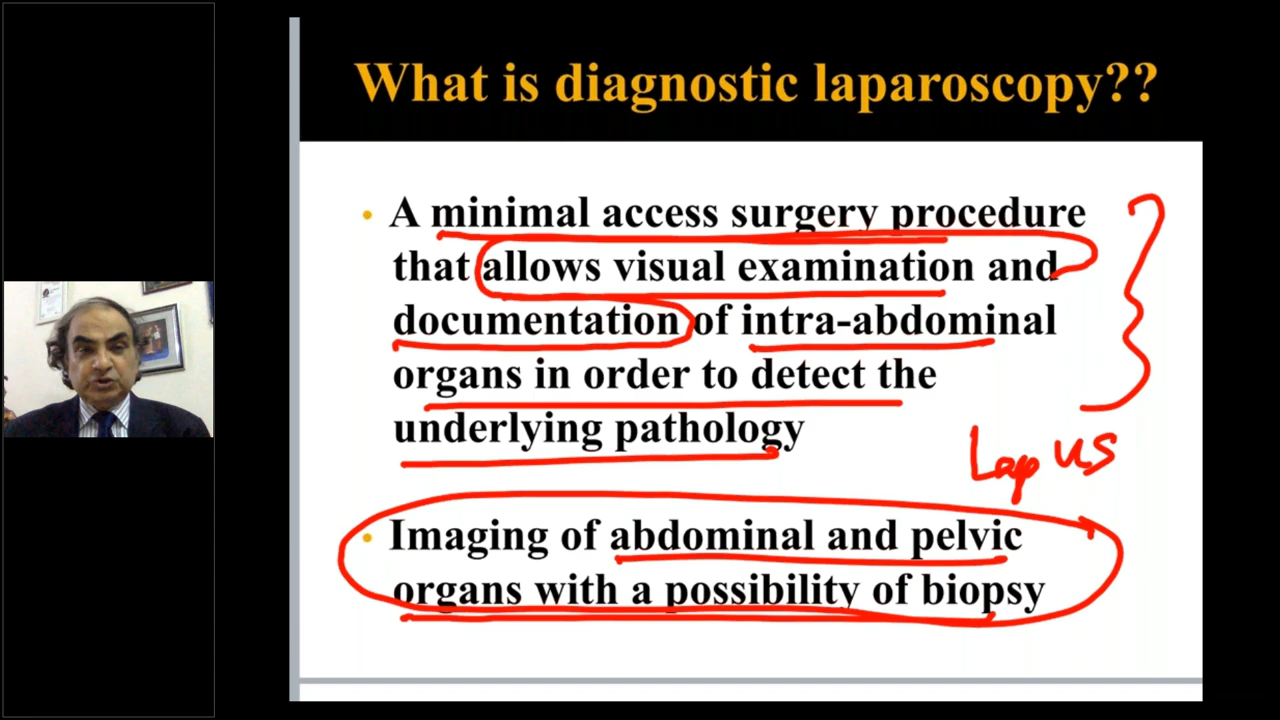 What is diagnostic laparoscopy??
• A minimal access surgery procedure
that allows visual examination and
documentation of intra-abdominal
organs in order to detect the
underlying pathology
Lap US
• Imaging of abdominal and pelvic
organs with a possibility of biopsy